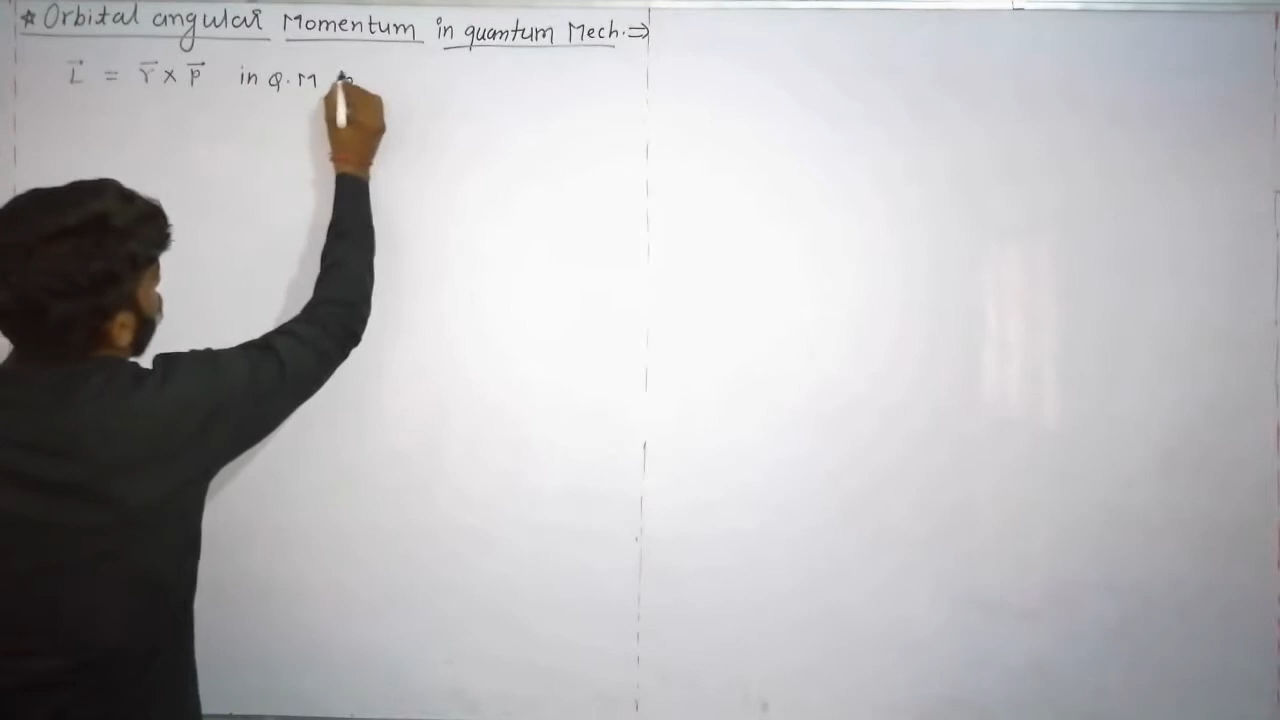 * Orbital angular Momentum in quantum Mech. ⇒
L⃗ = r⃗ × p⃗ in Q.M